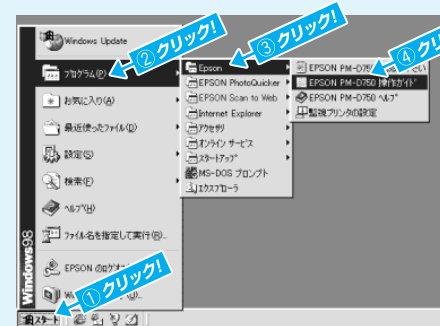 Windows Update
② クリック!
プログラム(P)
お気に入り(A)
最近使ったファイル(D)
設定(S)
検索(F)
ヘルプ(H)
ファイル名を指定して実行(R)...
EPSON
Windows98
① クリック!
スタート
③ クリック!
Epson
EPSON PhotoQuicker
EPSON Scan to Web
Internet Explorer
アクセサリ
オンライン サービス
スタートアップ
MS-DOS プロンプト
エクスプローラ
④
EPSON PM-D750
EPSON PM-D750 操作ガイド
EPSON PM-D750 ヘルプ
監視プリンタの設定